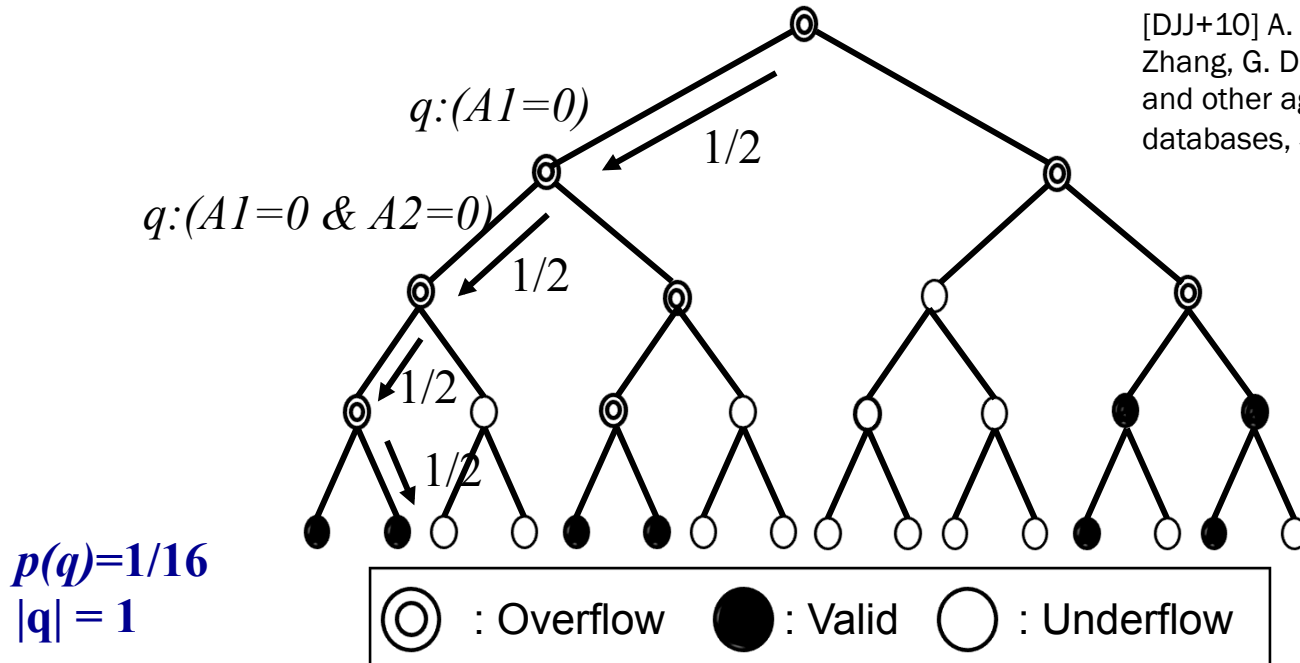 [DJJ+10] A.
Zhang, G. D
and other ag
databases,
q:(A1=0)
1/2
q:(A1=0 & A2=0)
1/2
1/2
1/2
p(q)=1/16
|q| = 1
: Overflow : Valid : Underflow